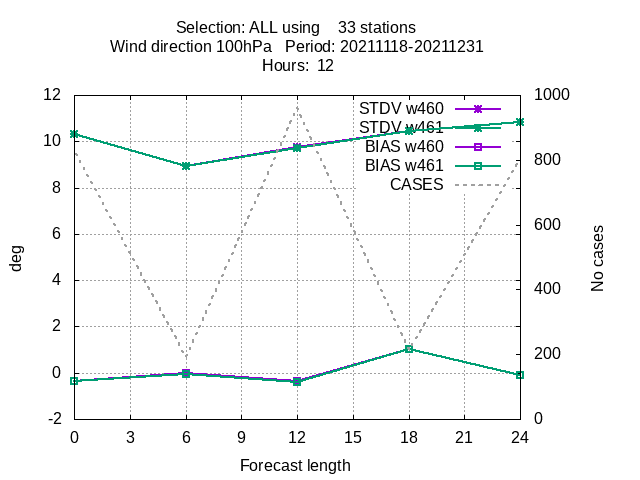 Selection: ALL using    33 stations
Wind direction 100hPa   Period: 20211118-20211231
Hours:  12
STDV w460
STDV w461
BIAS w460
BIAS w461
CASES
12
10
8
6
4
2
0
-2
deg
1000
800
600
400
200
0
No cases
0 3 6 9 12 15 18 21 24
Forecast length